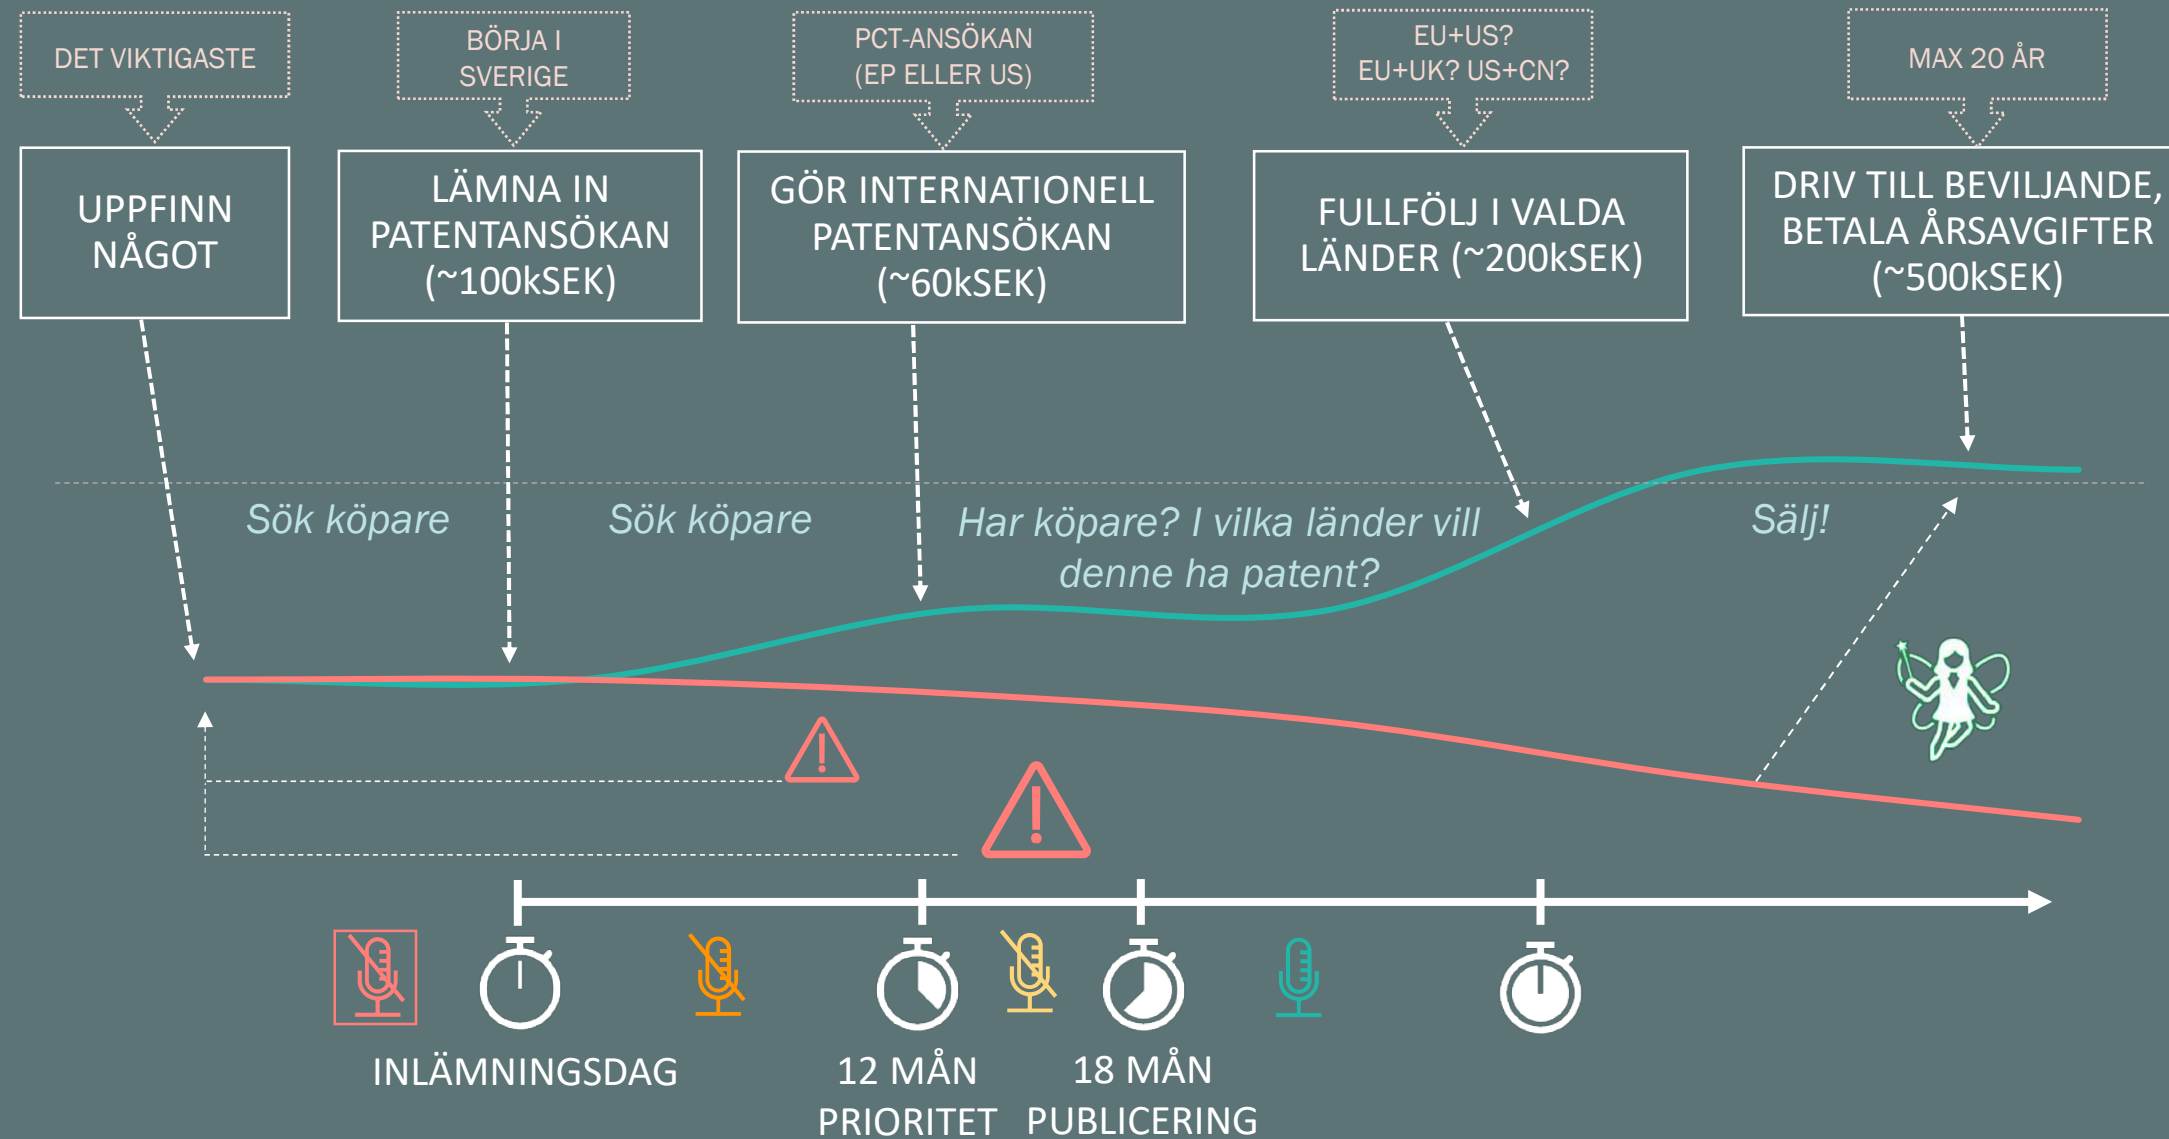 DET VIKTIGASTE
BÖRJA I
SVERIGE
PCT-ANSÖKAN
(EP ELLER US)
EU+US?
EU+UK? US+CN?
MAX 20 ÅR
UPPFINN
NÅGOT
LÄMNA IN
PATENTANSÖKAN
(~100kSEK)
GÖR INTERNATIONELL
PATENTANSÖKAN
(~60kSEK)
FULLFÖLJ I VALDA
LÄNDER (~200kSEK)
DRIV TILL BEVILJANDE,
BETALA ÅRSAVGIFTER
(~500kSEK)
Sök köpare
Sök köpare
Har köpare? I vilka länder vill
denne ha patent?
Sälj!
INLÄMNINGSDAG
12 MÅN
PRIORITET
18 MÅN
PUBLICERING